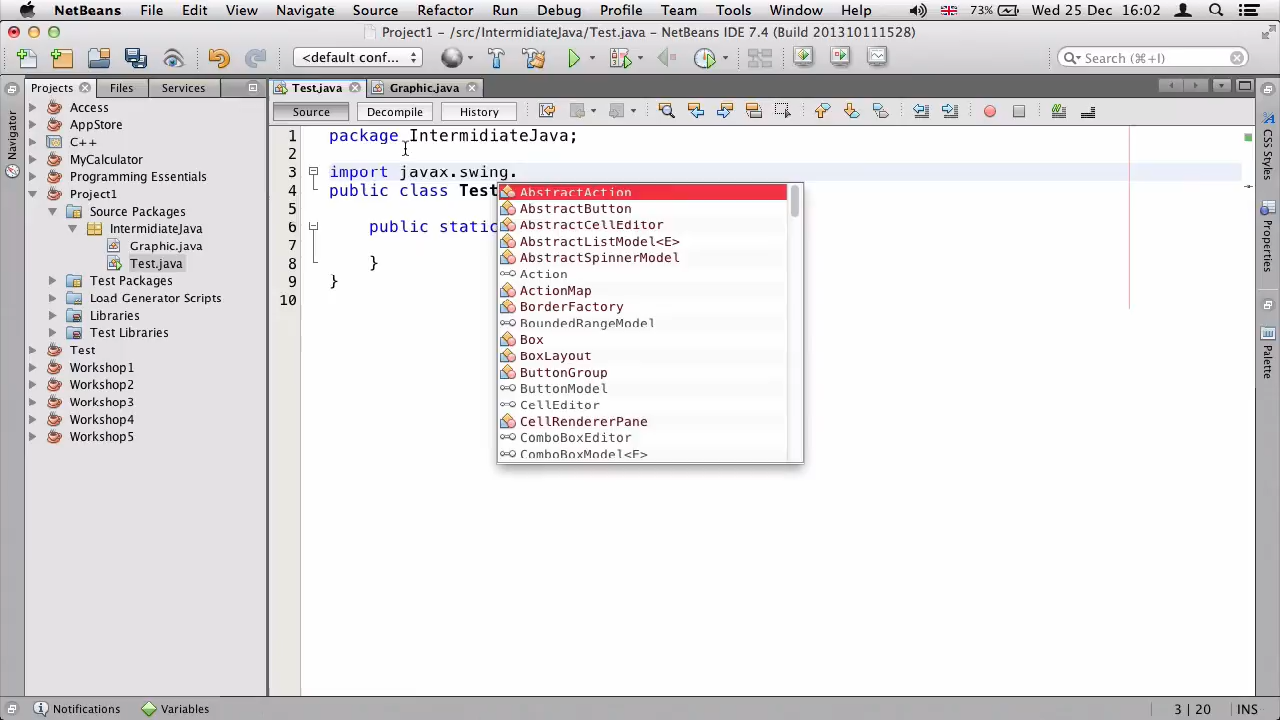 NetBeans File Edit View Navigate Source Refactor Run Debug Profile Team Tools Window Help 73% Wed 25 Dec 16:02
Project1 - /src/IntermidiateJava/Test.java - NetBeans IDE 7.4 (Build 201310111528)
<default conf... Search (⌘+I)
Projects Files Services Test.java Graphic.java
Source Decompile History
Navigator
Access
AppStore
C++
MyCalculator
Programming Essentials
Project1
Source Packages
IntermidiateJava
Graphic.java
Test.java
Test Packages
Load Generator Scripts
Libraries
Test Libraries
Test
Workshop1
Workshop2
Workshop3
Workshop4
Workshop5
1 package IntermidiateJava;
2
3 import javax.swing.
4 public class Test
5
6 public static
7
8 }
9 }
10
AbstractAction
AbstractButton
AbstractCellEditor
AbstractListModel<E>
AbstractSpinnerModel
Action
ActionMap
BorderFactory
BoundedRangeModel
Box
BoxLayout
ButtonGroup
ButtonModel
CellEditor
CellRendererPane
ComboBoxEditor
ComboBoxModel<E>
CSS Styles
Properties
Palette
Notifications Variables 3 | 20 INS